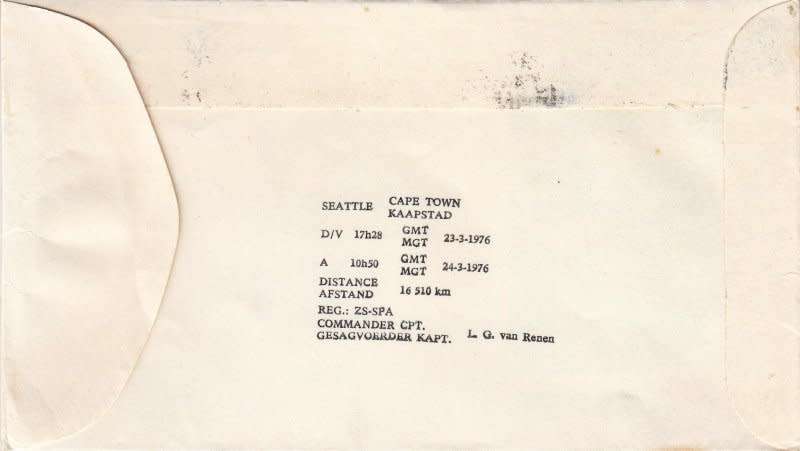 SEATTLE CAPE TOWN
KAAPSTAD
D/V 17h28 GMT MGT 23-3-1976
A 10h50 GMT MGT 24-3-1976
DISTANCE
AFSTAND 16 510 km
REG.: ZS-SPA
COMMANDER CPT.
GESAGVOERDER KAPT. L. G. van Renen